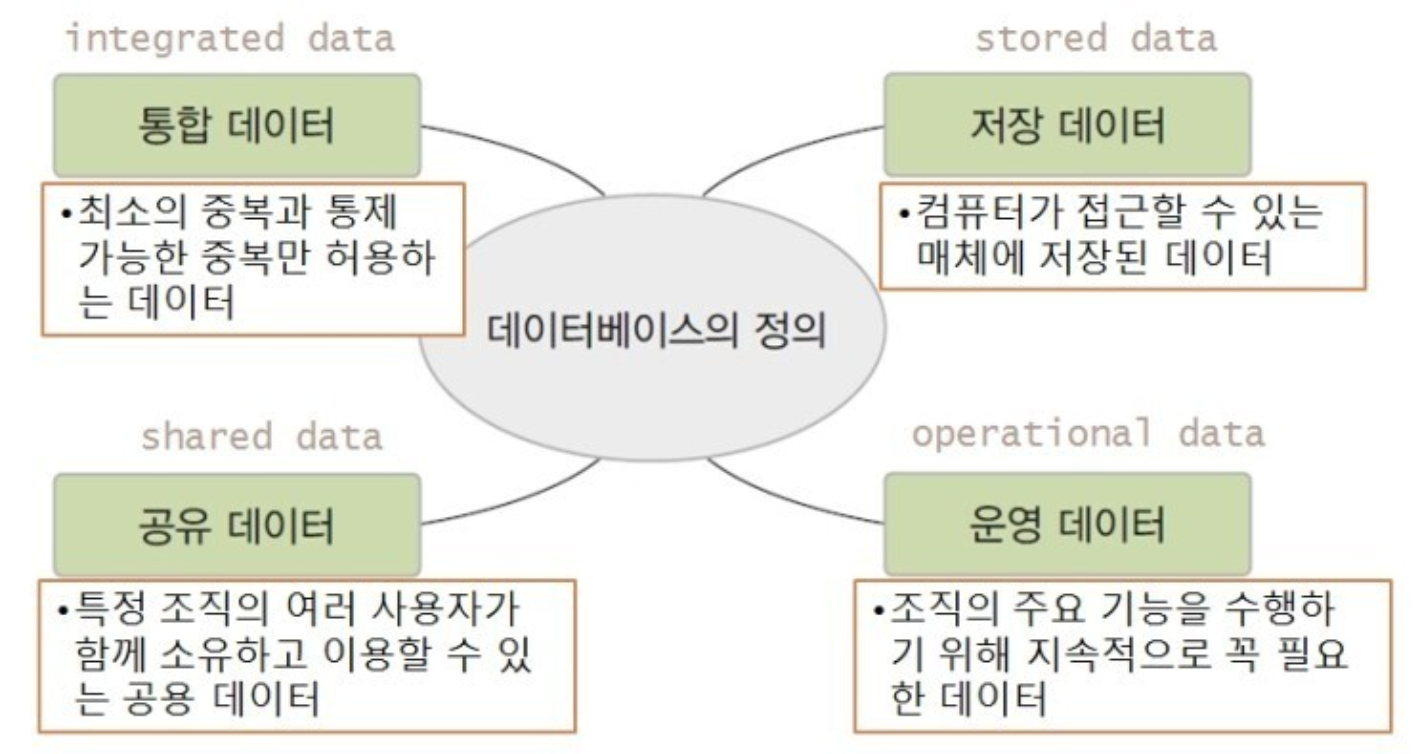 integrated data
통합 데이터
•최소의 중복과 통제
가능한 중복만 허용하
는 데이터
stored data
저장 데이터
•컴퓨터가 접근할 수 있는
매체에 저장된 데이터
데이터베이스의 정의
shared data
공유 데이터
•특정 조직의 여러 사용자가
함께 소유하고 이용할 수 있
는 공용 데이터
operational data
운영 데이터
•조직의 주요 기능을 수행하
기 위해 지속적으로 꼭 필요
한 데이터